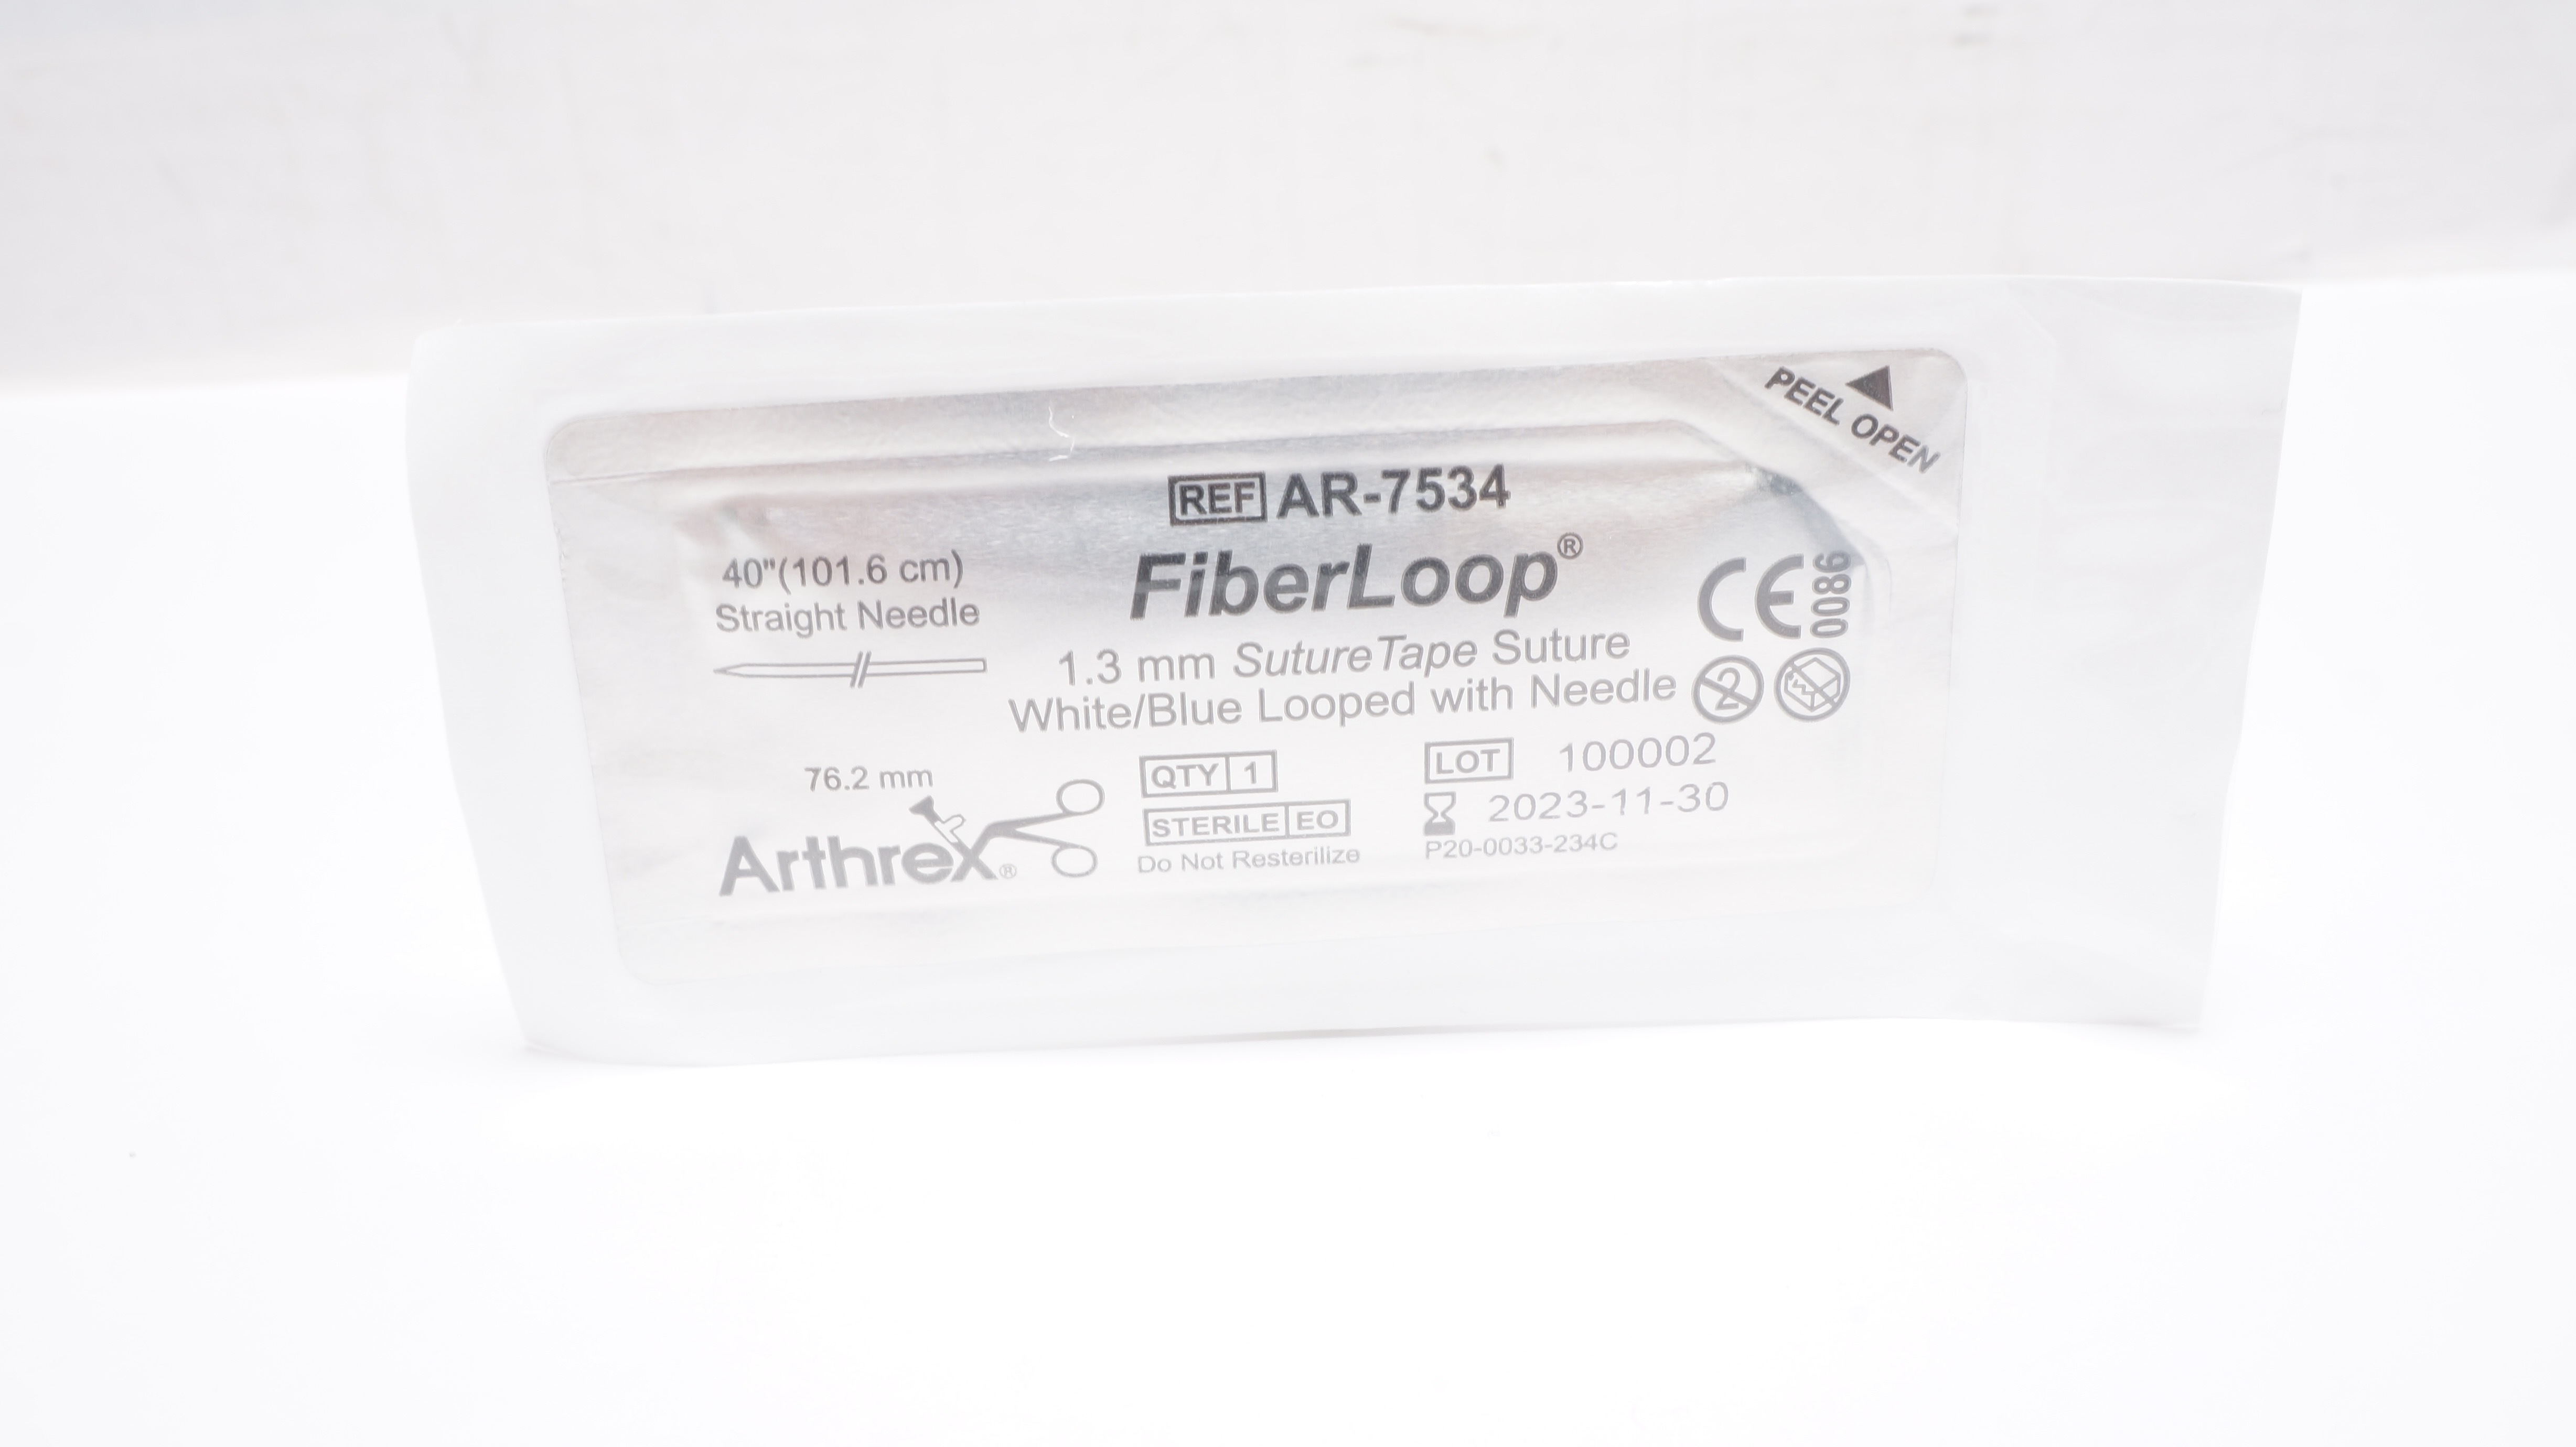 PEEL OPEN
REF AR-7534
FiberLoop®
40"(101.6 cm)
Straight Needle
1.3 mm SutureTape Suture
White/Blue Looped with Needle
CE 0086
2
76.2 mm
Arthrex®
QTY 1
STERILE EO
Do Not Resterilize
LOT 100002
2023-11-30
P20-0033-234C